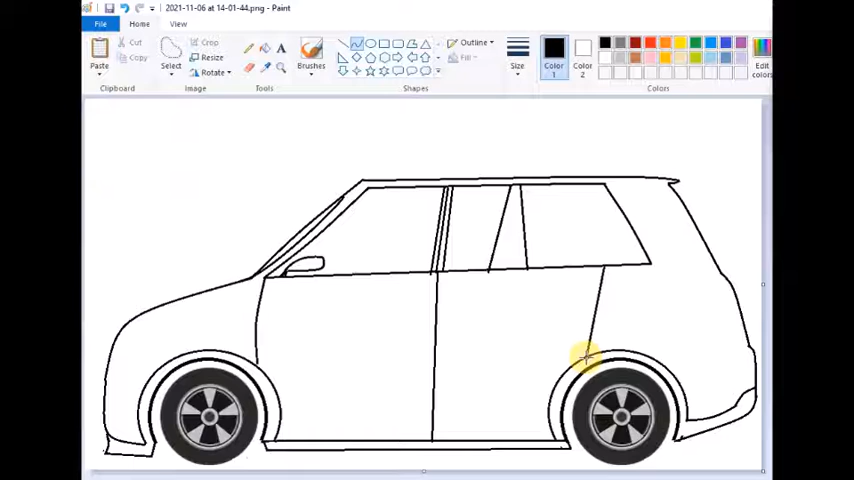 2021-11-06 at 14-01-44.png - Paint
File Home View
Paste
Cut
Copy
Clipboard
Select
Crop
Resize
Rotate
Image
A
Tools
Brushes
Outline
Fill
Shapes
Size
Color
1
Color
2
Edit
colors
Colors